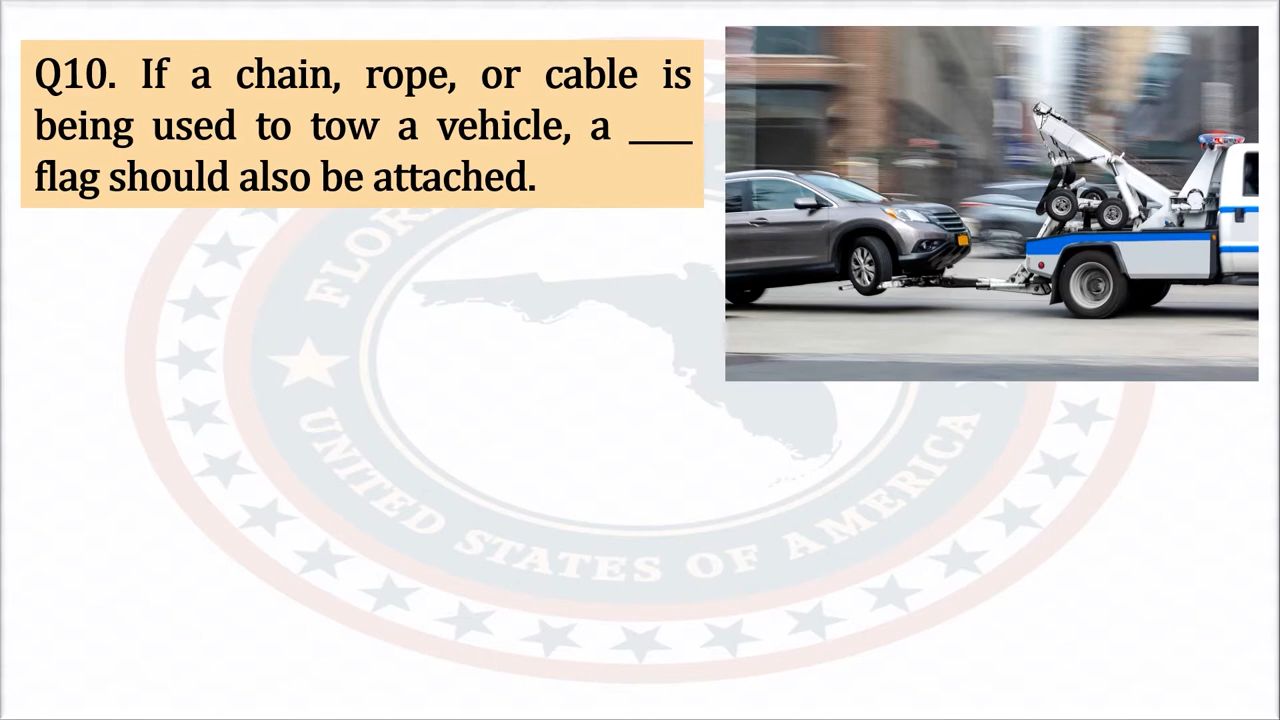 Q10. If a chain, rope, or cable is
being used to tow a vehicle, a ____
flag should also be attached.
FLOR
UNITED STATES OF AMERICA